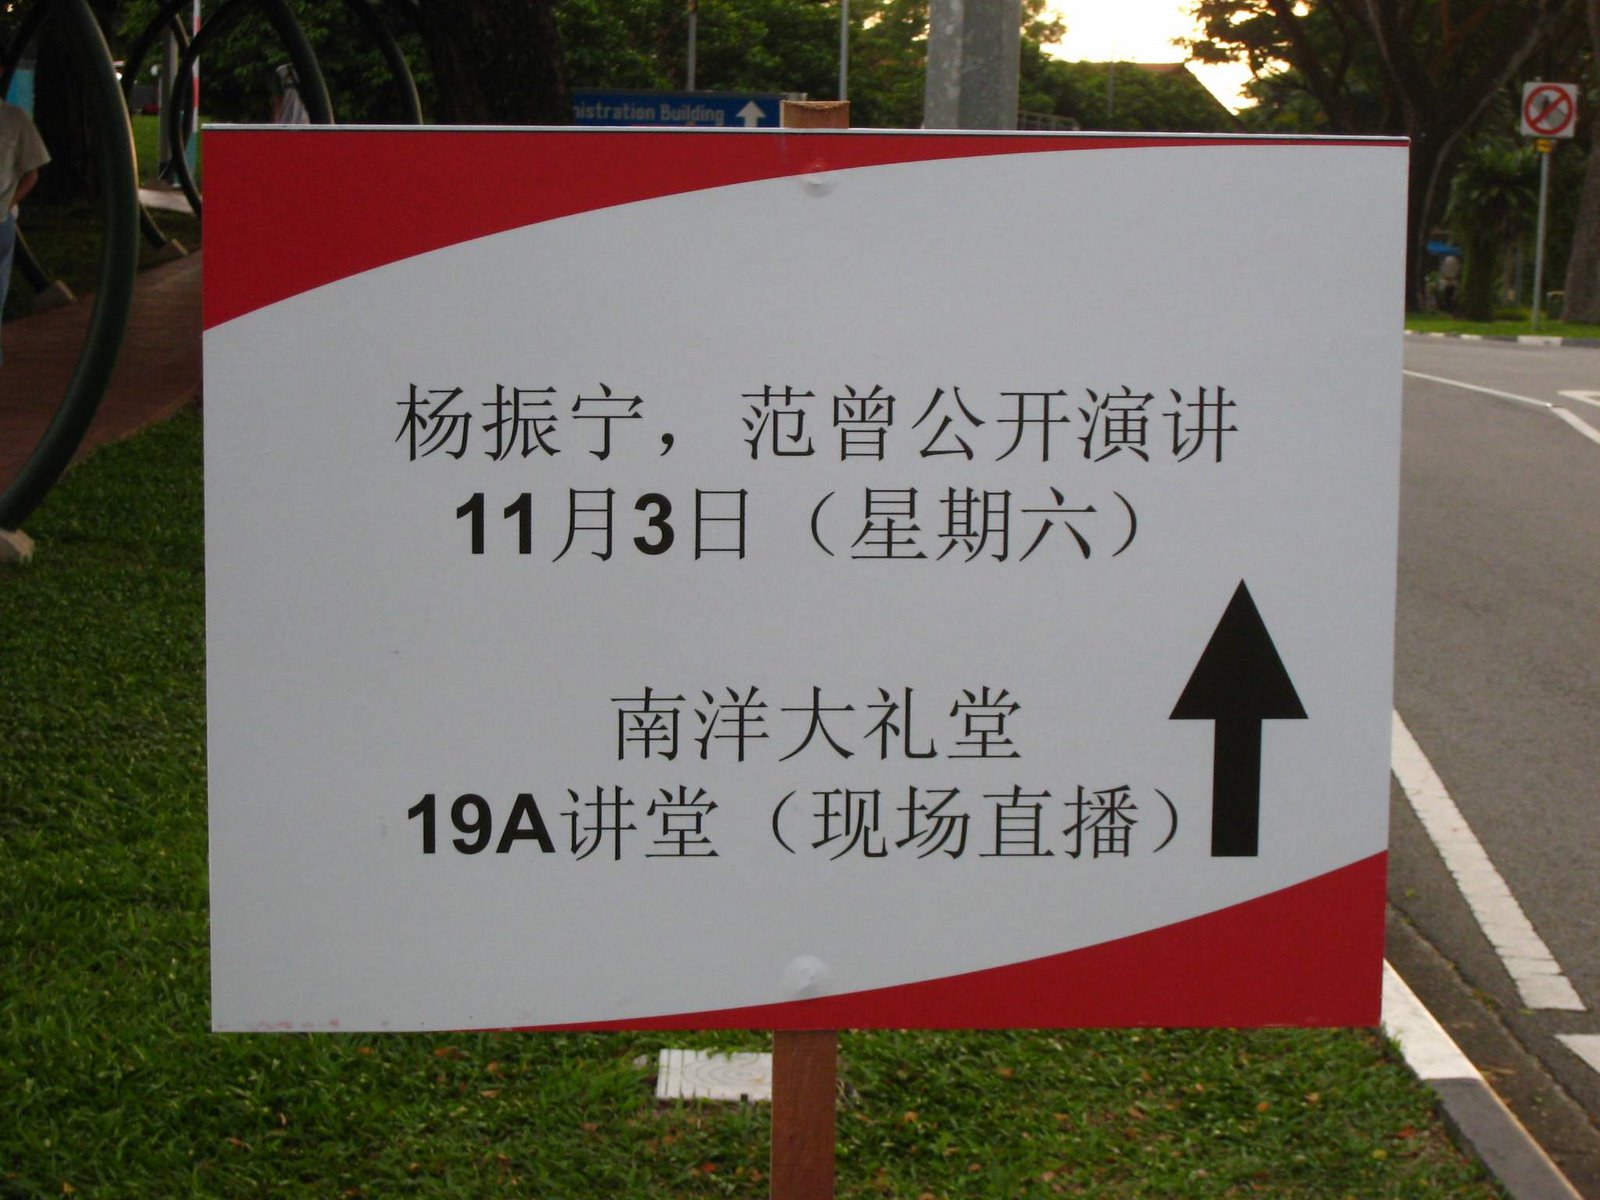 nistration Building
杨振宁，范曾公开演讲
11月3日（星期六）
南洋大礼堂
19A讲堂（现场直播）